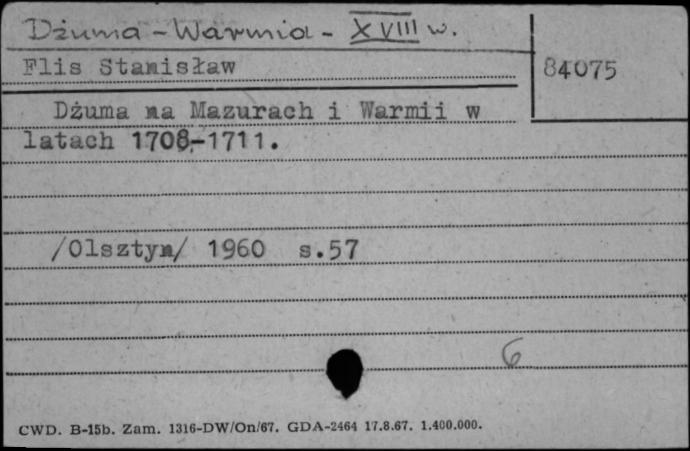 Dżuma - Warmia - XVIII w.
Flis Stanisław
84075
Dżuma na Mazurach i Warmii w
latach 1708-1711.
/Olsztyn/ 1960 s.57
6
CWD. B-15b. Zam. 1316-DW/On/67. GDA-2464 17.8.67. 1.400.000.